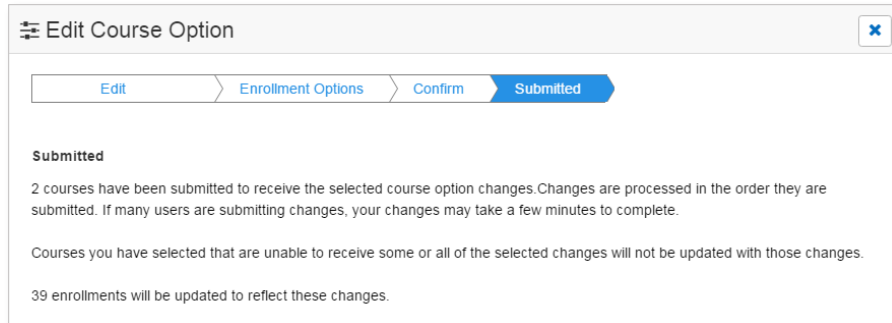 Edit Course Option
Edit Enrollment Options Confirm Submitted
Submitted
2 courses have been submitted to receive the selected course option changes.Changes are processed in the order they are
submitted. If many users are submitting changes, your changes may take a few minutes to complete.
Courses you have selected that are unable to receive some or all of the selected changes will not be updated with those changes.
39 enrollments will be updated to reflect these changes.